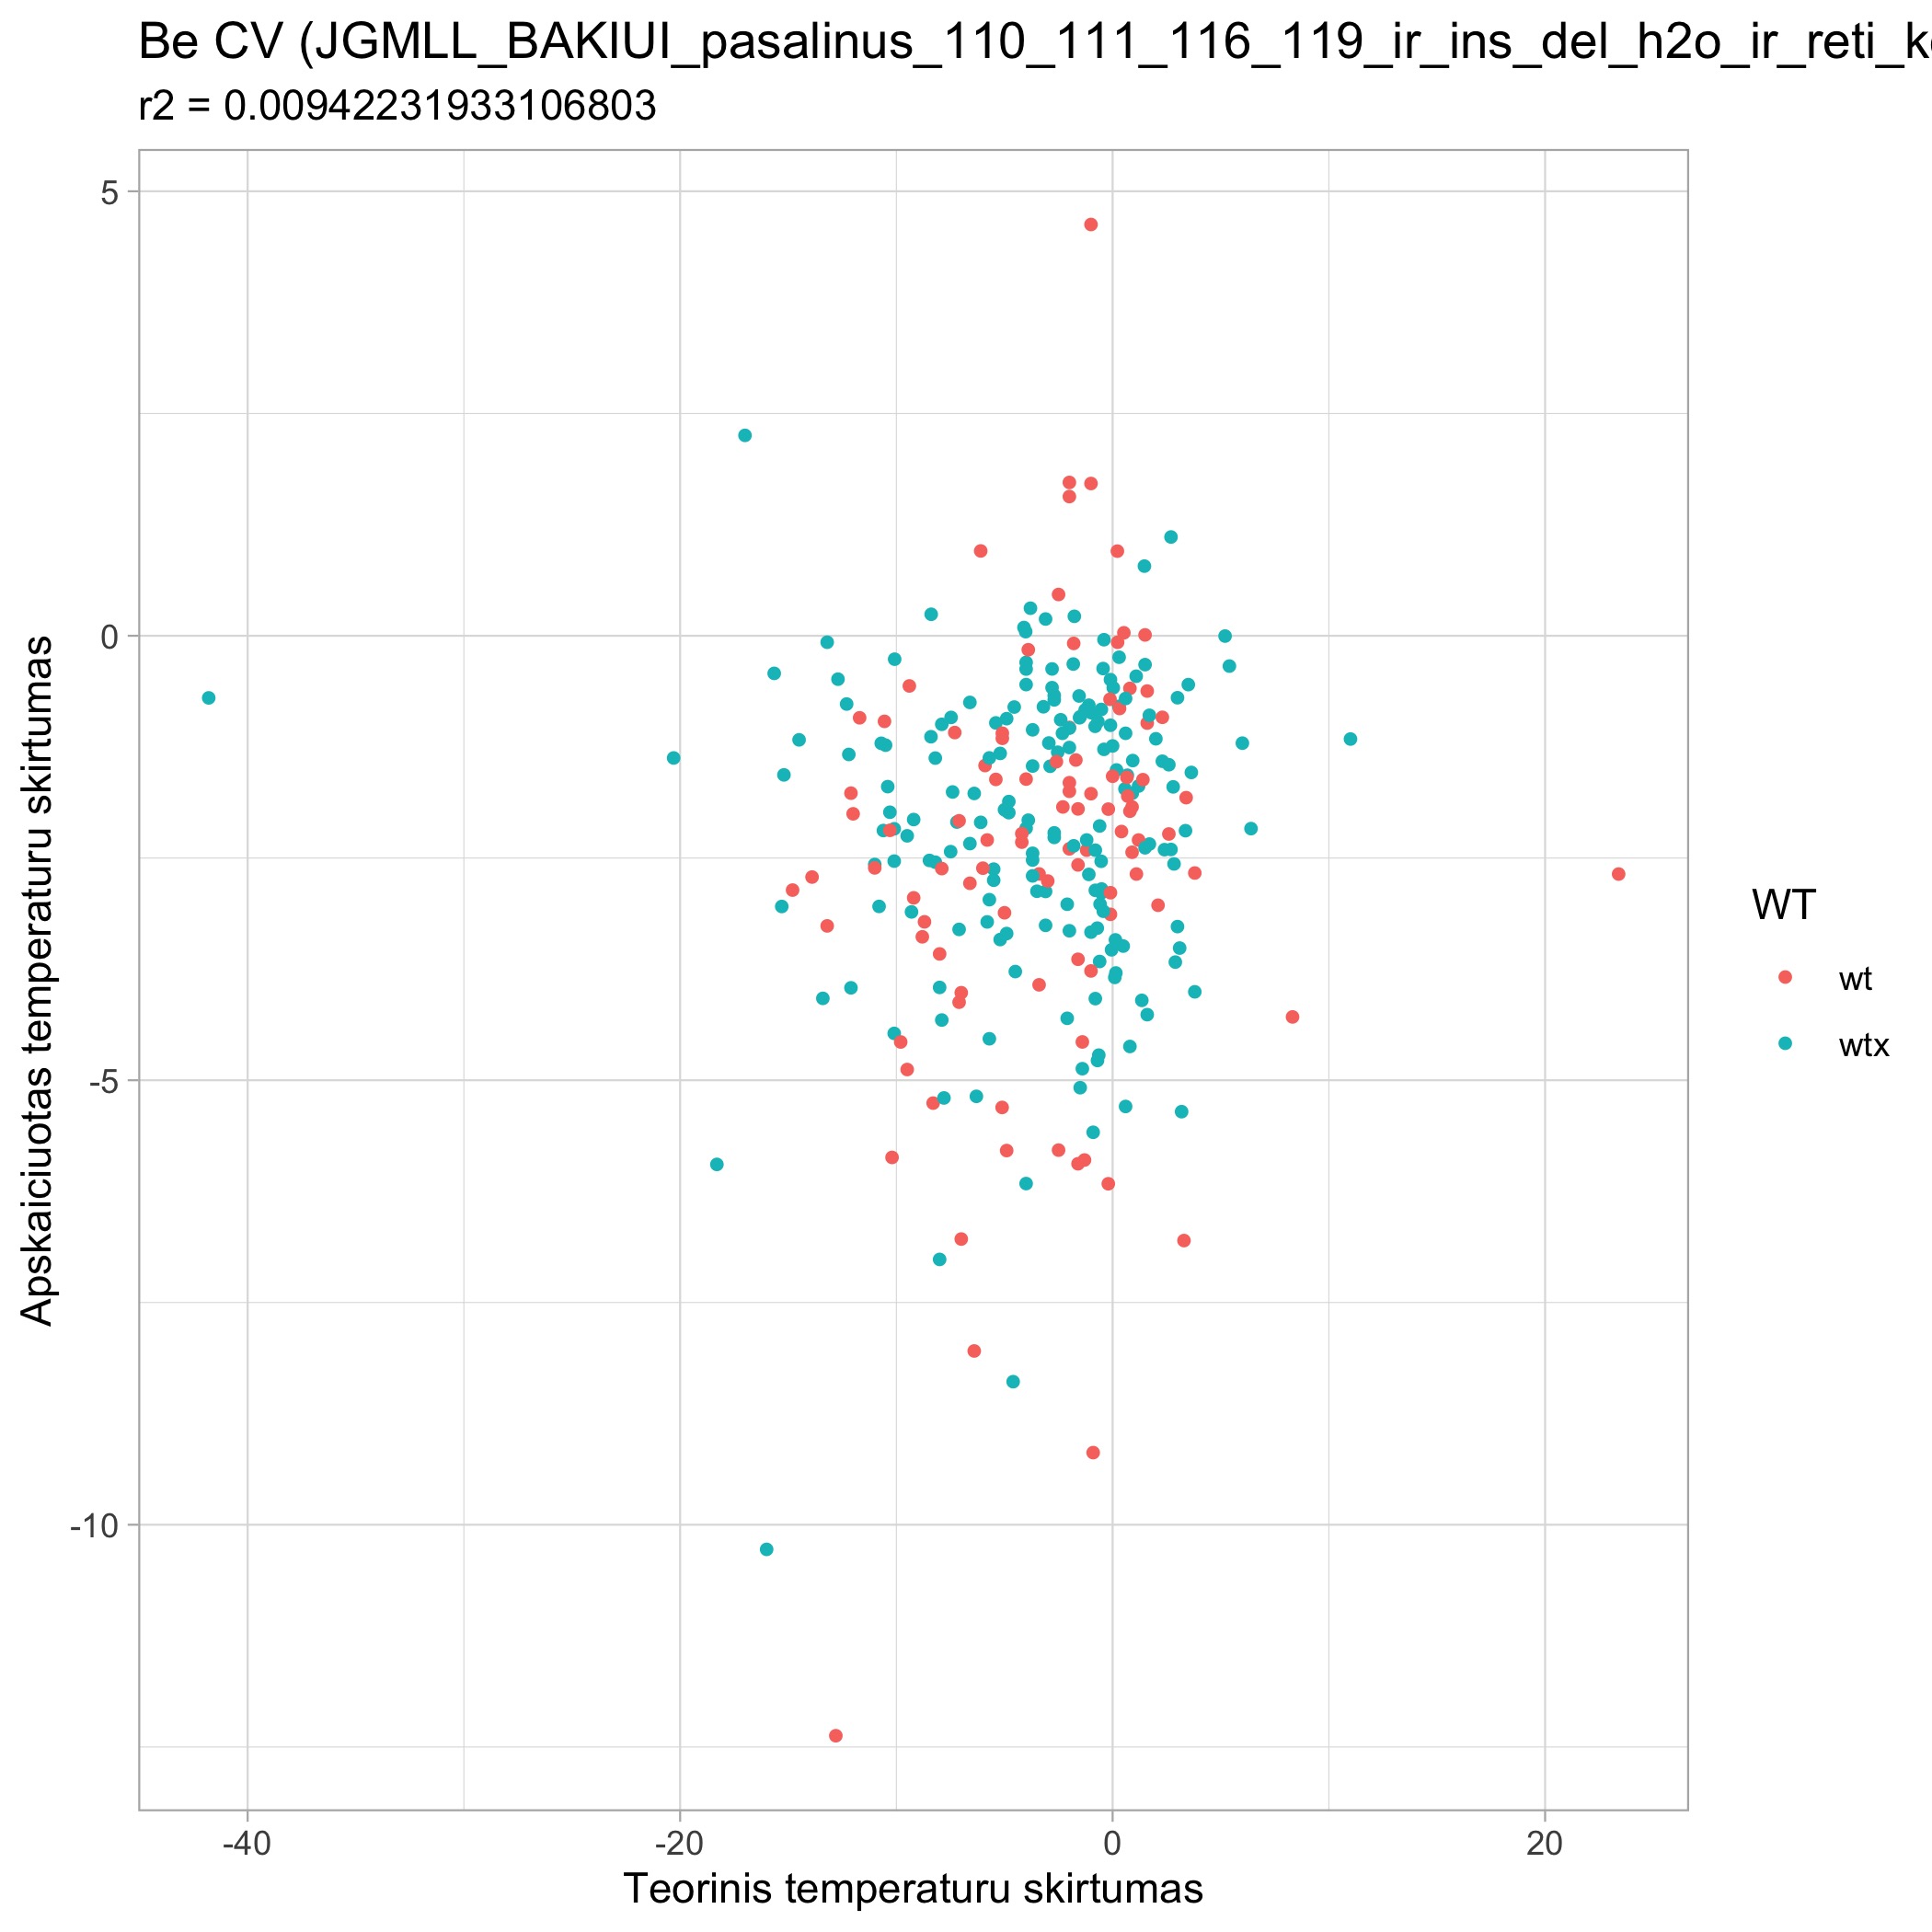 Be CV (JGMLL_BAKIUI_pasalinus_110_111_116_119_ir_ins_del_h2o_ir_reti_k
r2 = 0.00942231933106803
5
0
-5
-10
Apskaiciuotas temperaturu skirtumas
-40
-20
0
20
Teorinis temperaturu skirtumas
WT
wt
wtx